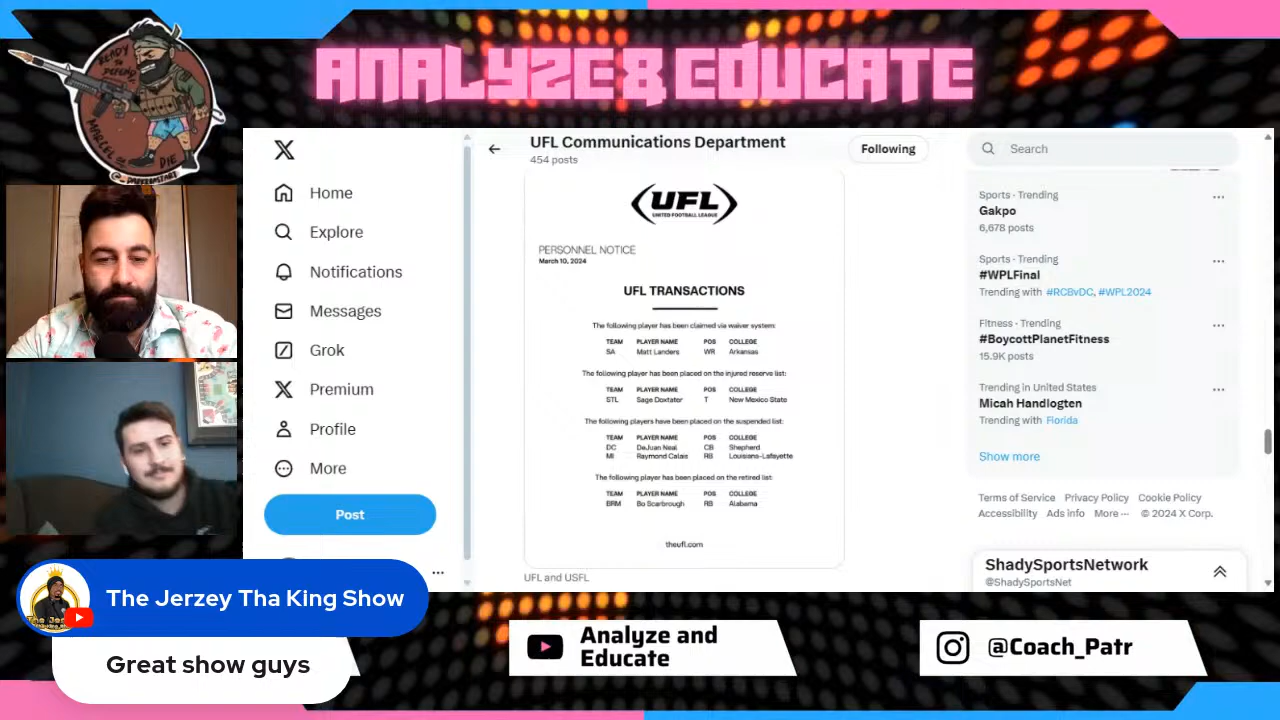 ANALYZE & EDUCATE
READY TO DEFEND
MARCEL OR DIE
Home
Explore
Notifications
Messages
Grok
Premium
Profile
More
Post
UFL Communications Department
454 posts
Following
UFL
UNITED FOOTBALL LEAGUE
PERSONNEL NOTICE
March 10, 2024
UFL TRANSACTIONS
The following player has been claimed via waiver system:
TEAM PLAYER NAME POS COLLEGE
SA Matt Landers WR Arkansas
The following player has been placed on the injured reserve list:
TEAM PLAYER NAME POS COLLEGE
STL Sage Doxtater T New Mexico State
The following players have been placed on the suspended list:
TEAM PLAYER NAME POS COLLEGE
DC DeJuan Neal CB Shepherd
MI Raymond Calais RB Louisiana-Lafayette
The following player has been placed on the retired list:
TEAM PLAYER NAME POS COLLEGE
BRM Bo Scarbrough RB Alabama
theufl.com
UFL and USFL
Search
Sports · Trending
Gakpo
6,678 posts
Sports · Trending
#WPLFinal
Trending with #RCBvDC, #WPL2024
Fitness · Trending
#BoycottPlanetFitness
15.9K posts
Trending in United States
Micah Handlogten
Trending with Florida
Show more
Terms of Service Privacy Policy Cookie Policy
Accessibility Ads info More ··· © 2024 X Corp.
ShadySportsNetwork
@ShadySportsNet
The Jerzey Tha King Show
Great show guys
Analyze and
Educate
@Coach_Patr